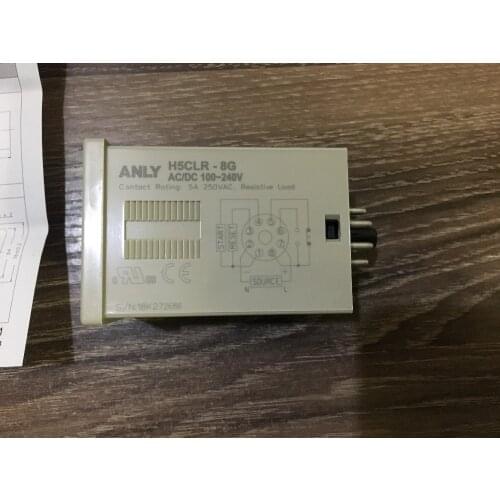 ANLY H5CLR - 8G
AC/DC 100~240V
Contact Rating: 5A 250VAC, Resistive Load
START
RESET
SOURCE
N L
CE